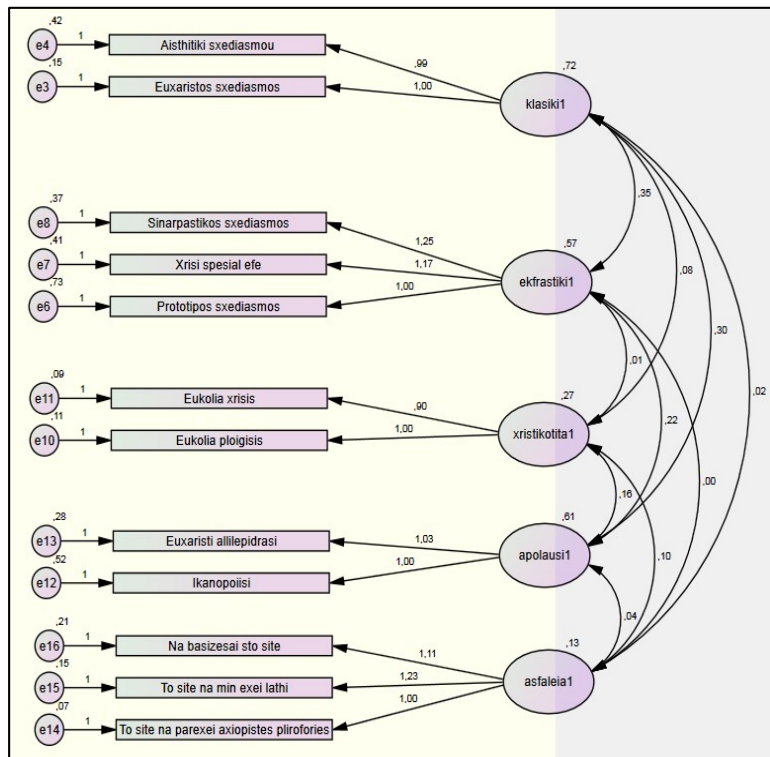 ,42
e4
1
Aisthitiki sxediasmou
,99
,72
klasiki1
,15
e3
1
Euxaristos sxediasmos
1,00
,35
,37
e8
1
Sinarpastikos sxediasmos
1,25
,57
ekfrastiki1
,08
,41
e7
1
Xrisi spesial efe
1,17
,73
e6
1
Prototipos sxediasmos
1,00
,30
,01
,02
,09
e11
1
Eukolia xrisis
,90
,27
xristikotita1
,22
,11
e10
1
Eukolia ploigisis
1,00
,00
,16
,28
e13
1
Euxaristi allilepidrasi
1,03
,61
apolausi1
,10
,52
e12
1
Ikanopoiisi
1,00
,04
,21
e16
1
Na basizesai sto site
1,11
,13
asfaleia1
,15
e15
1
To site na min exei lathi
1,23
,07
e14
1
To site na parexei axiopistes plirofories
1,00